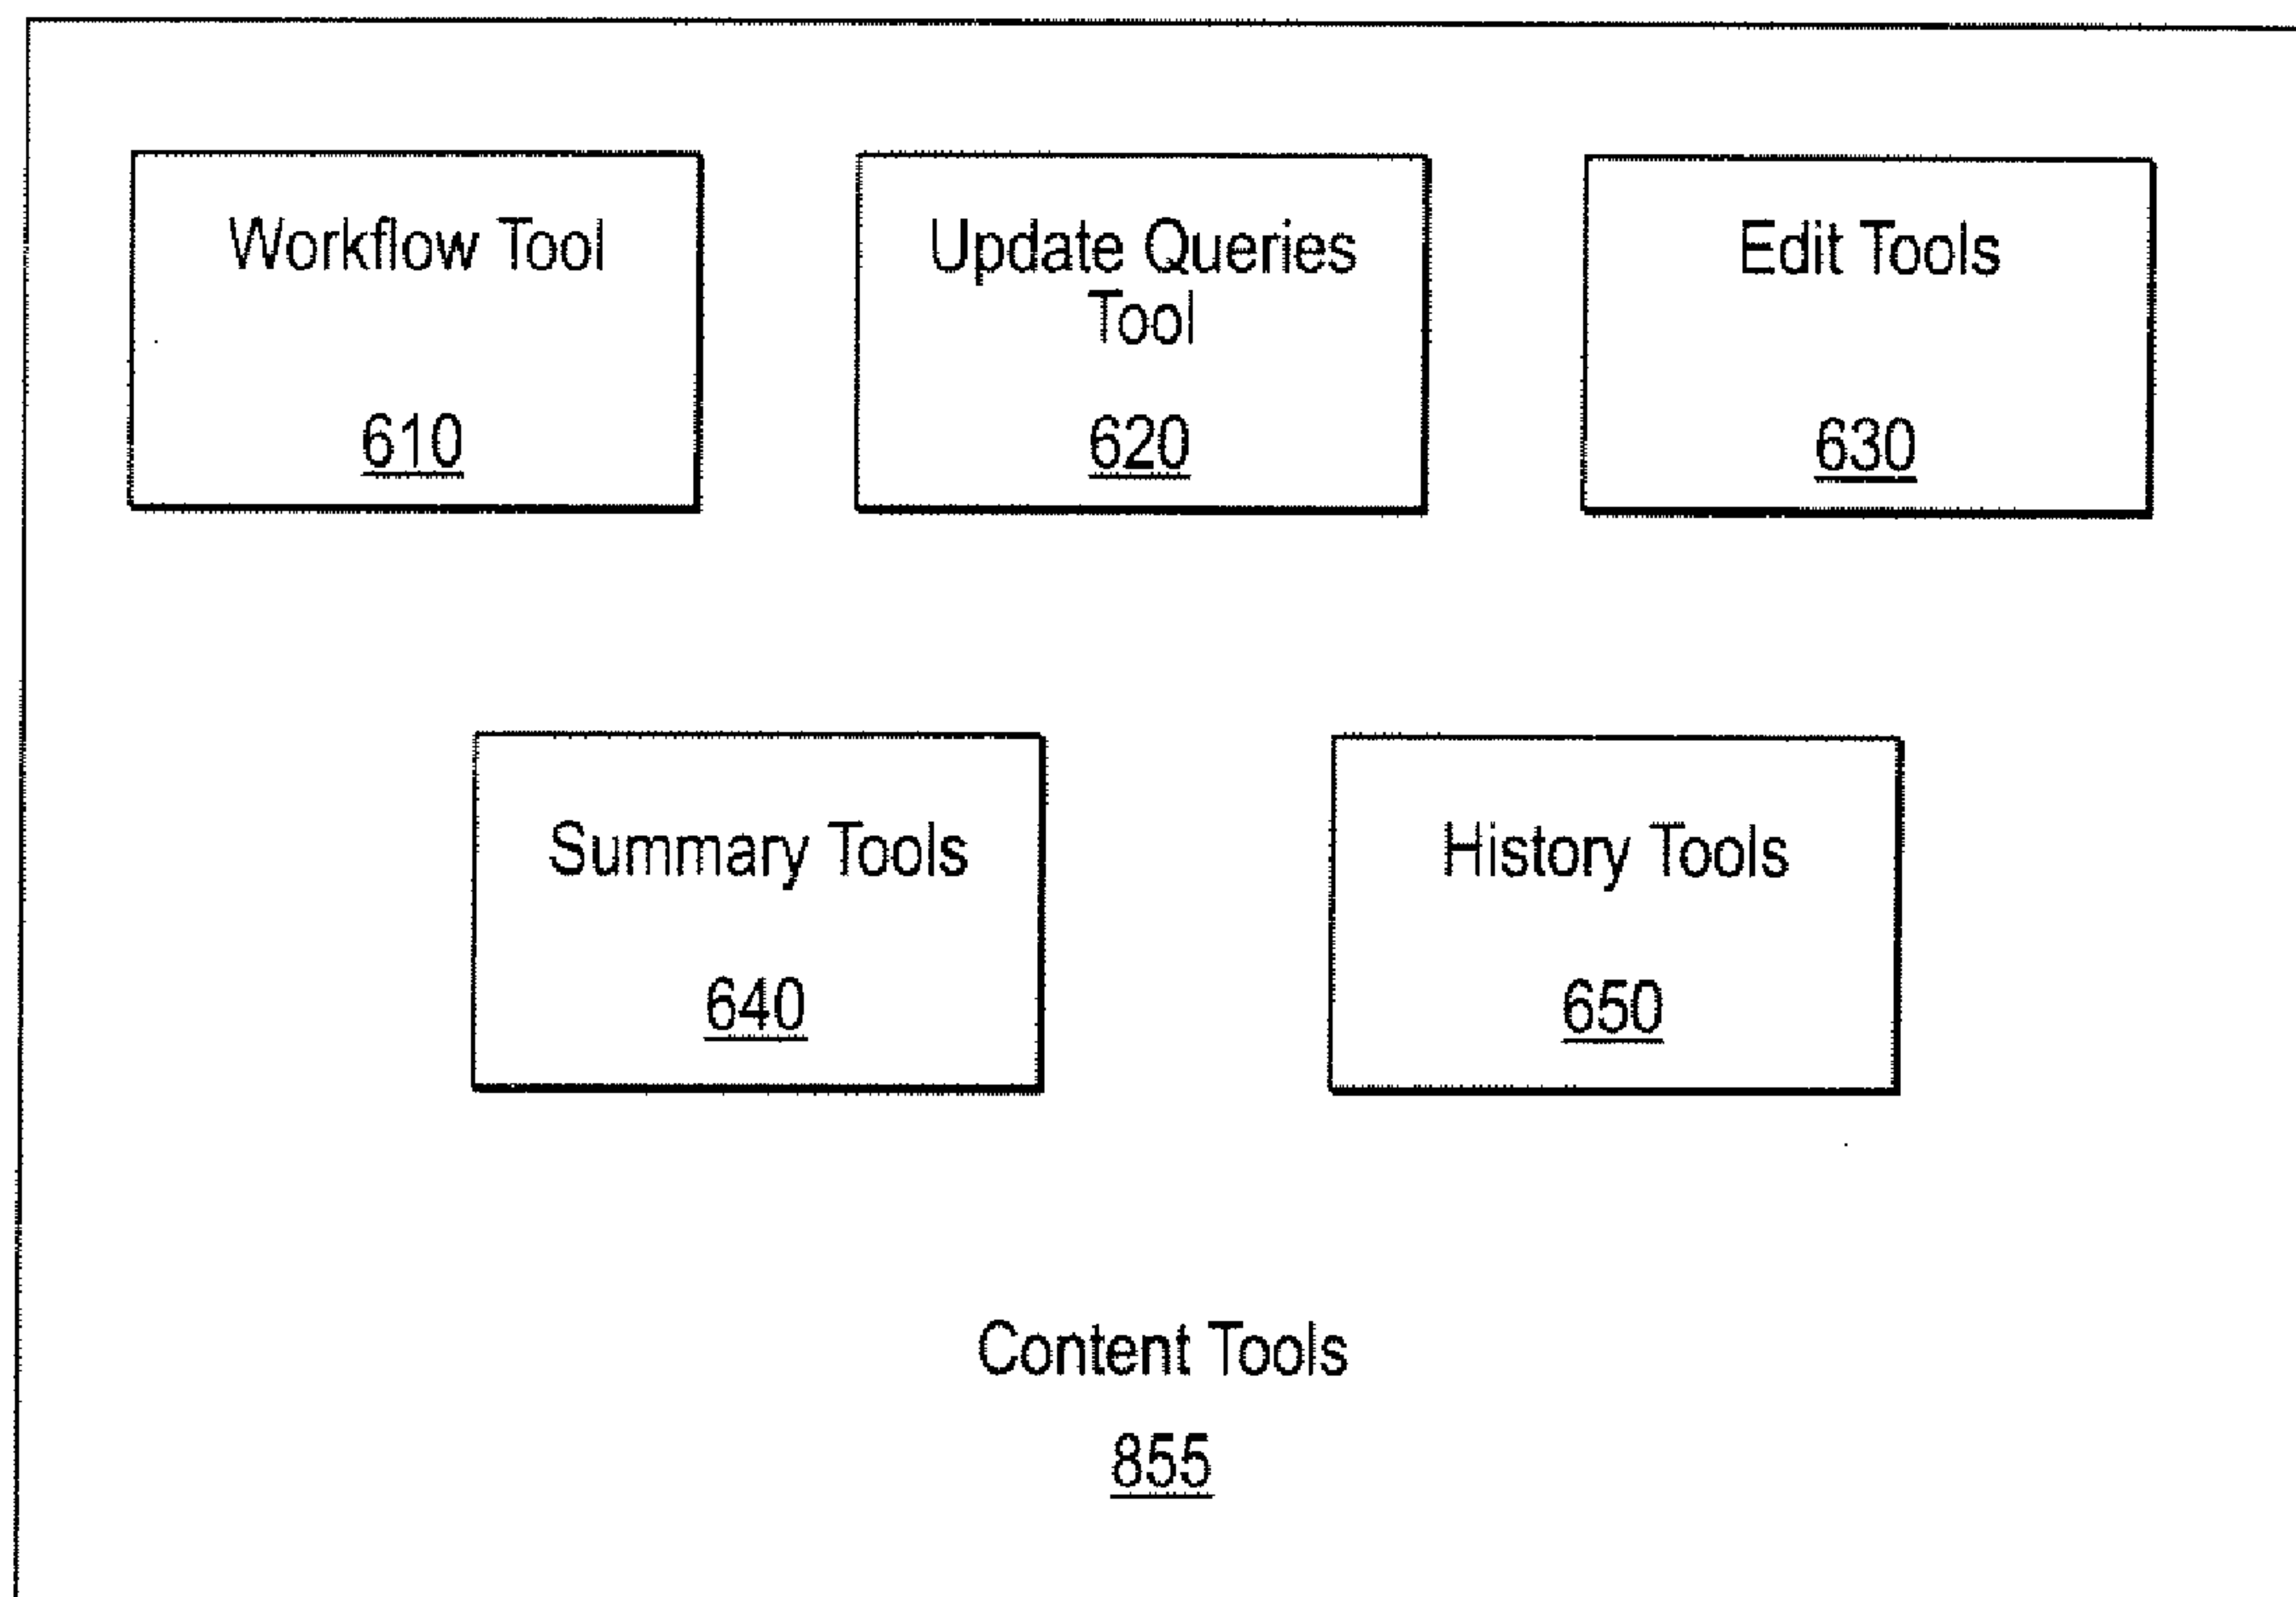 Workflow Tool
610
Update Queries
Tool
620
Edit Tools
630
Summary Tools
640
History Tools
650
Content Tools
855